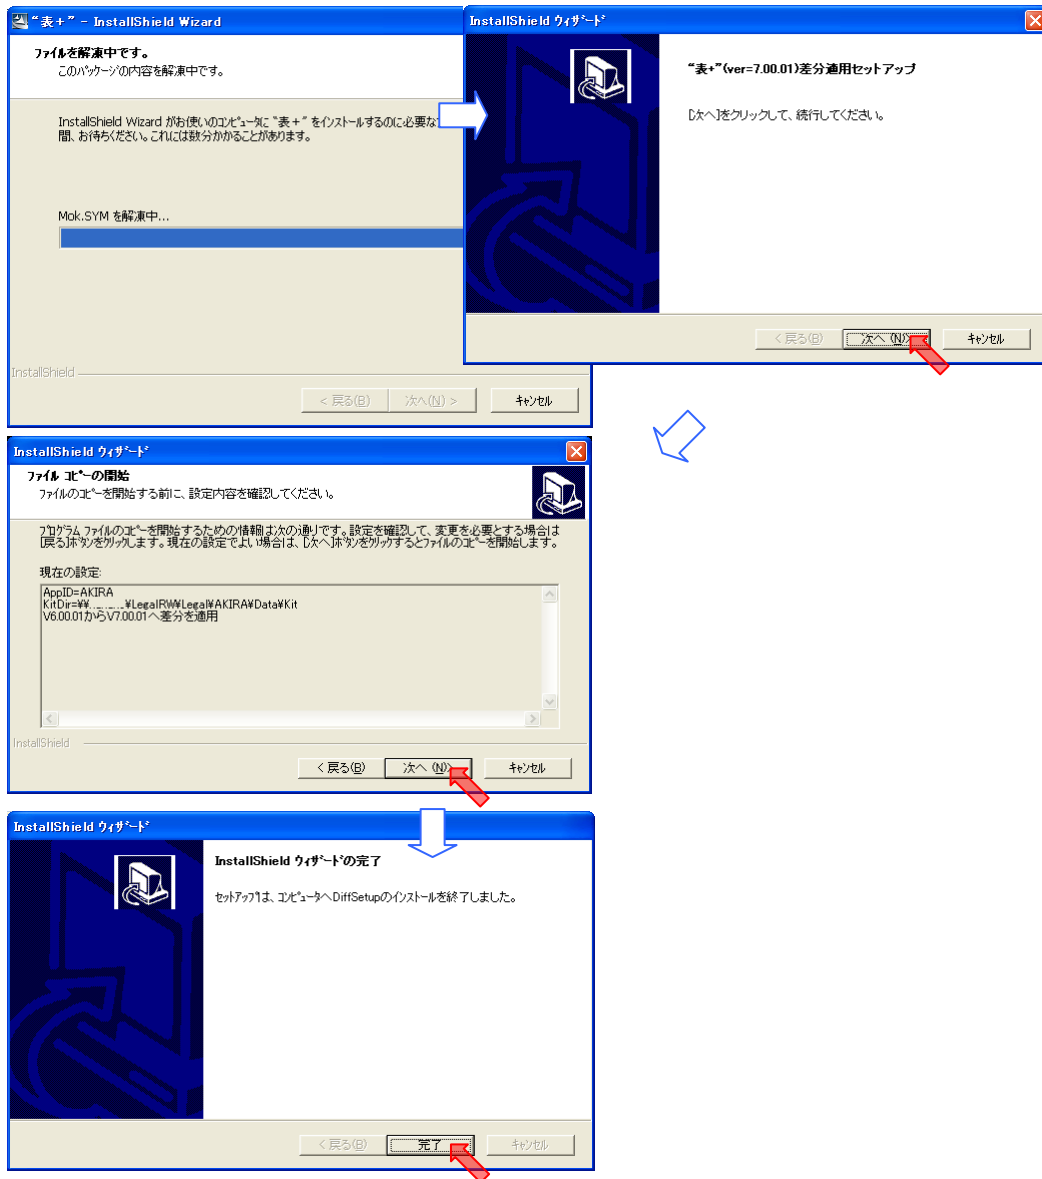 “表+” - InstallShield Wizard
ファイルを解凍中です。
このパッケージの内容を解凍中です。
InstallShield Wizard がお使いのコンピュータに “表+” をインストールするのに必要な
間、お待ちください。これには数分かかることがあります。
Mok.SYM を解凍中...
InstallShield
< 戻る(B) 次へ(N) > キャンセル
InstallShield ウィザード
“表+”(ver=7.00.01)差分適用セットアップ
[次へ]をクリックして、続行してください。
< 戻る(B) 次へ (N)> キャンセル
InstallShield ウィザード
ファイル コピーの開始
ファイルのコピーを開始する前に、設定内容を確認してください。
プログラム ファイルのコピーを開始するための情報は次の通りです。設定を確認して、変更を必要とする場合は
[戻る]ボタンをクリックします。現在の設定でよい場合は、[次へ]ボタンをクリックするとファイルのコピーを開始します。
現在の設定:
AppID=AKIRA
KitDir=¥¥ ¥LegalRW¥Legal¥AKIRA¥Data¥Kit
V6.00.01からV7.00.01へ差分を適用
InstallShield
< 戻る(B) 次へ (N)> キャンセル
InstallShield ウィザード
InstallShield ウィザードの完了
セットアップは、コンピュータへDiffSetupのインストールを終了しました。
< 戻る(B) 完了 キャンセル